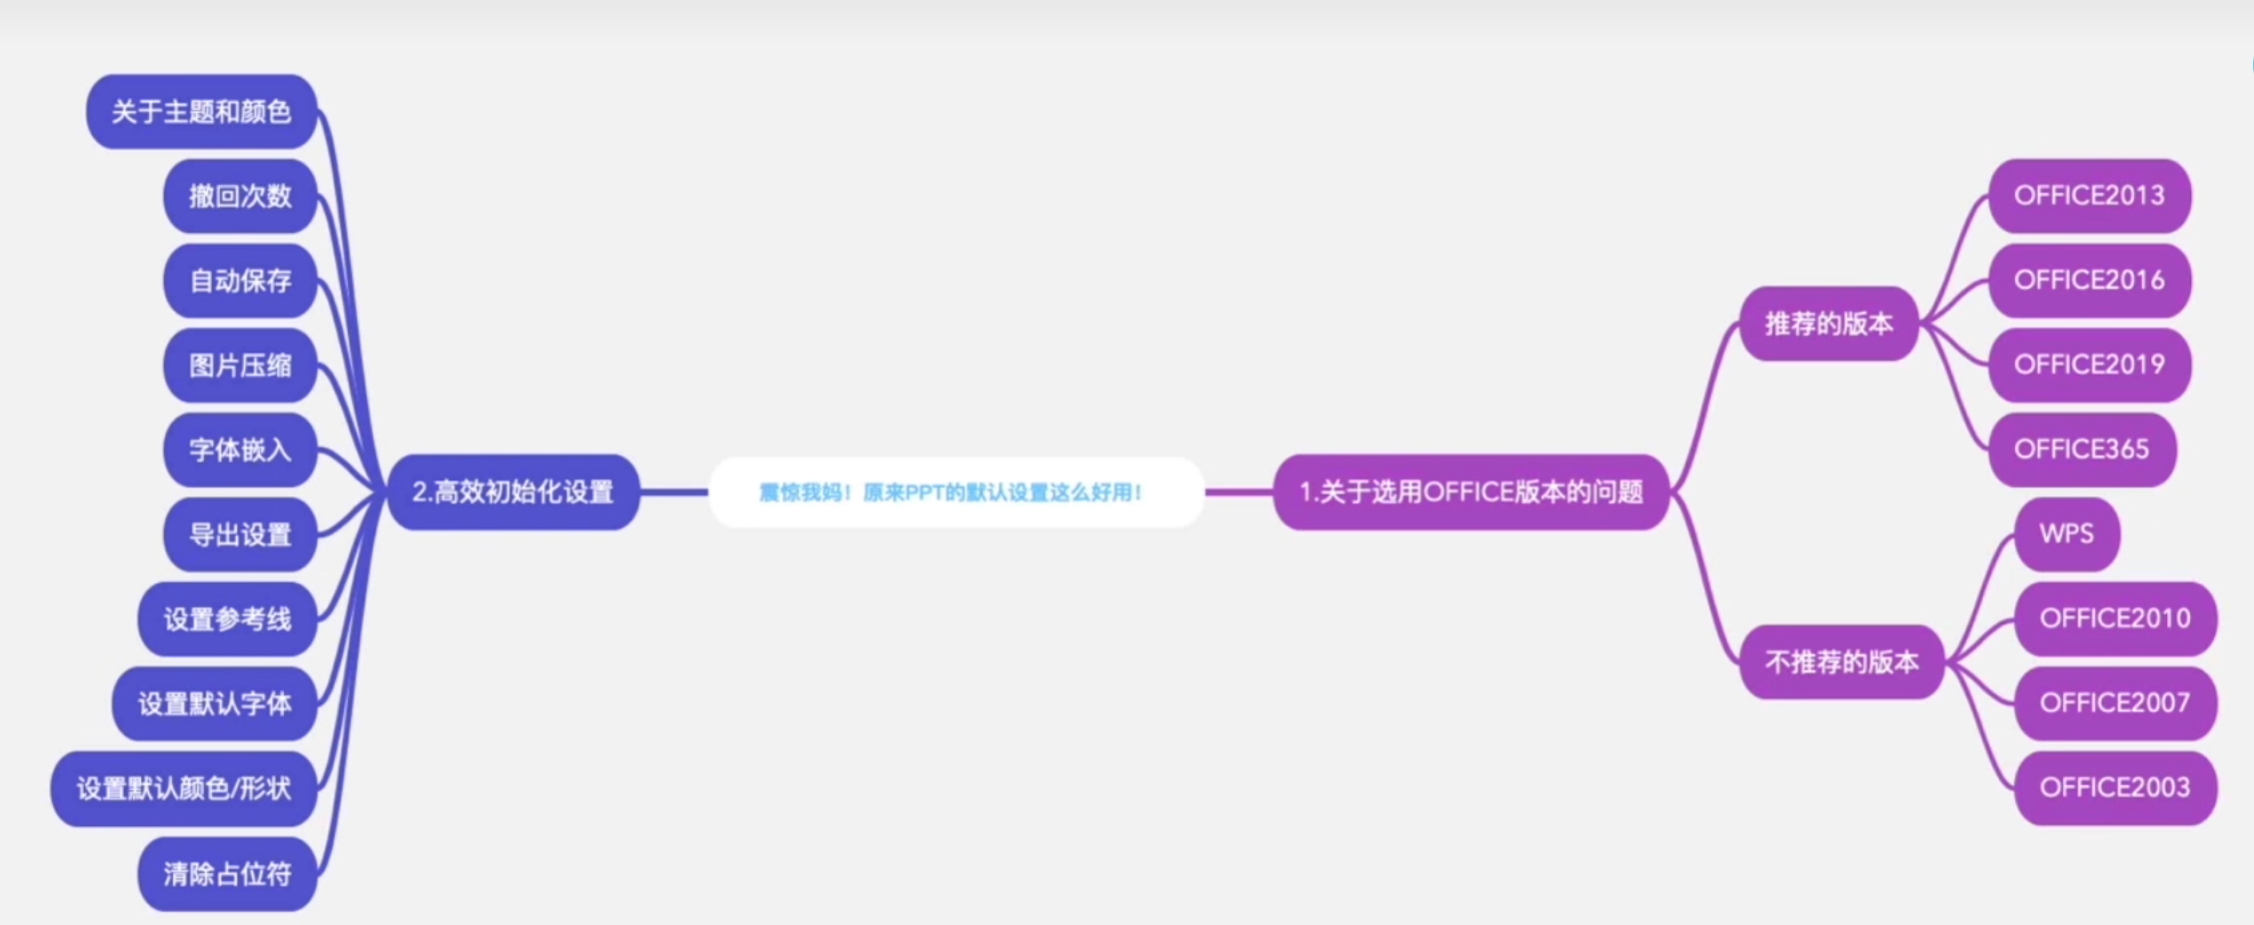 震惊我妈！原来PPT的默认设置这么好用！
1.关于选用OFFICE版本的问题
推荐的版本
OFFICE2013
OFFICE2016
OFFICE2019
OFFICE365
不推荐的版本
WPS
OFFICE2010
OFFICE2007
OFFICE2003
2.高效初始化设置
关于主题和颜色
撤回次数
自动保存
图片压缩
字体嵌入
导出设置
设置参考线
设置默认字体
设置默认颜色/形状
清除占位符